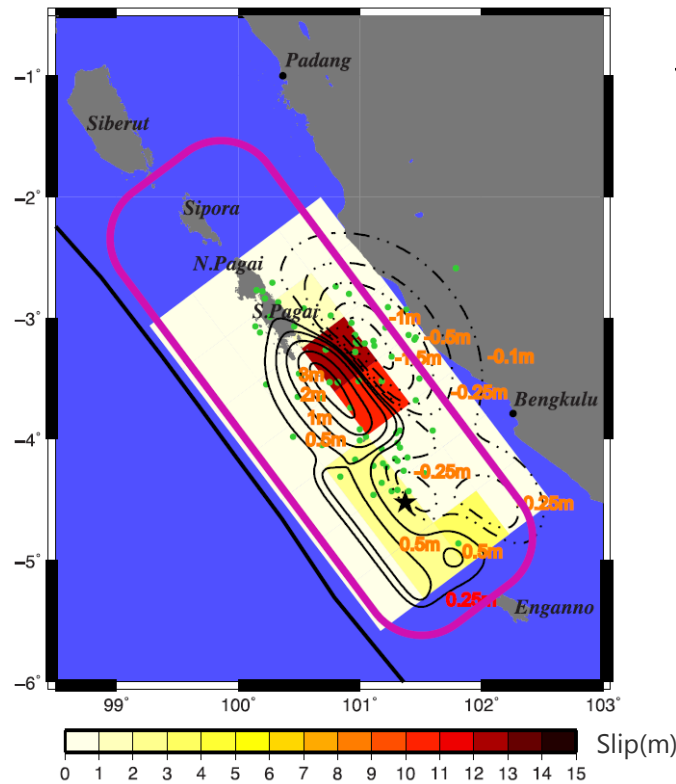 −1°
−2°
−3°
−4°
−5°
−6°
Padang
Siberut
Sipora
N.Pagai
S.Pagai
-1m
-0.5m
-0.1m
-1.5m
3m
-0.25m
2m
Bengkulu
1m
0.5m
-0.25m
0.25m
0.5m
0.5m
0.25m
Enganno
99° 100° 101° 102° 103°
Slip(m)
0 1 2 3 4 5 6 7 8 9 10 11 12 13 14 15